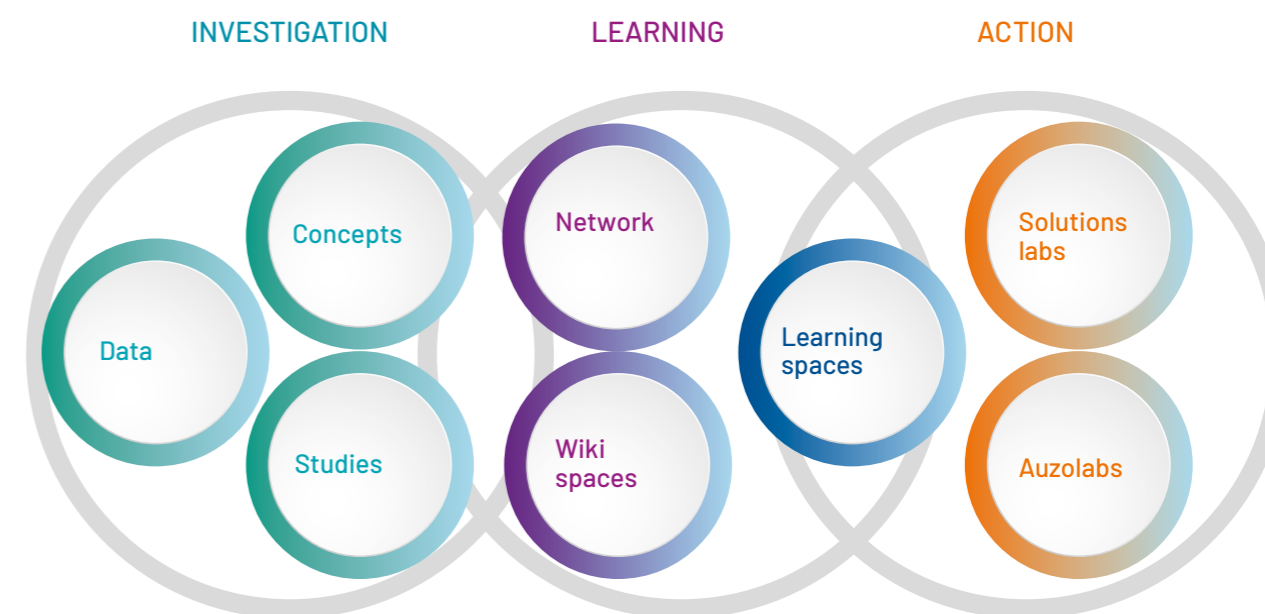 INVESTIGATION
LEARNING
ACTION
Concepts
Data
Studies
Network
Wiki
spaces
Learning
spaces
Solutions
labs
Auzolabs